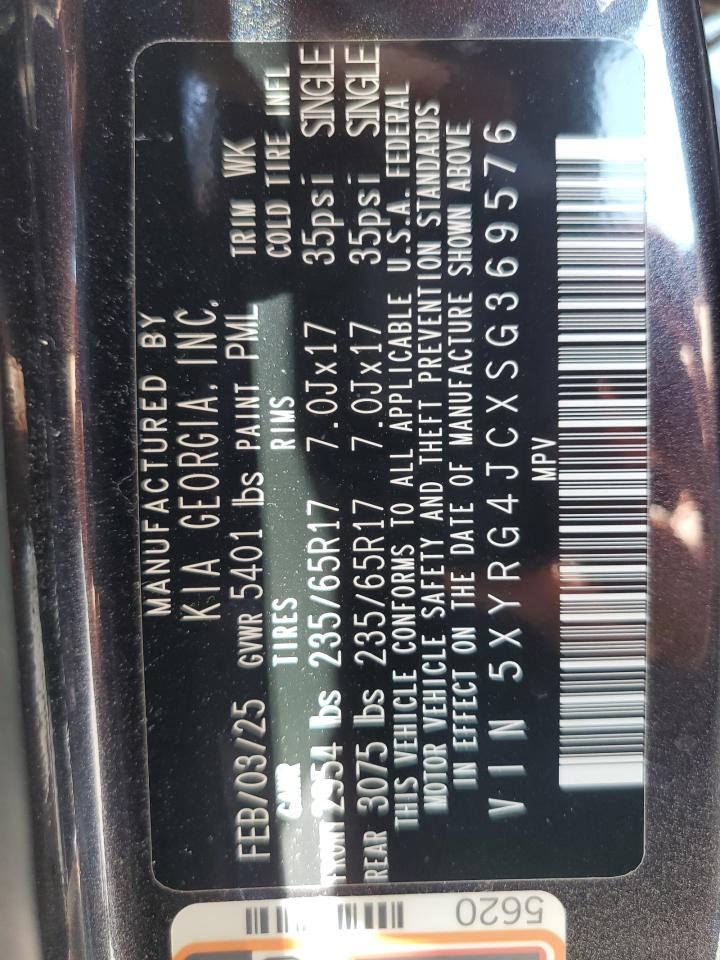 MANUFACTURED BY
KIA GEORGIA, INC.
FEB/03/25 GVWR 5401 lbs PAINT PML TRIM WK
GAWR TIRES RIMS COLD TIRE INFL
FRONT 2954 lbs 235/65R17 7.0Jx17 35psi SINGLE
REAR 3075 lbs 235/65R17 7.0Jx17 35psi SINGLE
THIS VEHICLE CONFORMS TO ALL APPLICABLE U.S.A. FEDERAL
MOTOR VEHICLE SAFETY AND THEFT PREVENTION STANDARDS
IN EFFECT ON THE DATE OF MANUFACTURE SHOWN ABOVE
VIN 5XYRG4JCXSG369576
MPV
5620